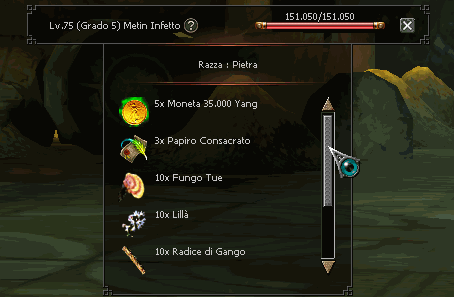 151.050/151.050
Lv.75 (Grado 5) Metin Infetto ?
Razza : Pietra
5x Moneta 35.000 Yang
3x Papiro Consacrato
10x Fungo Tue
10x Lillà
10x Radice di Gango